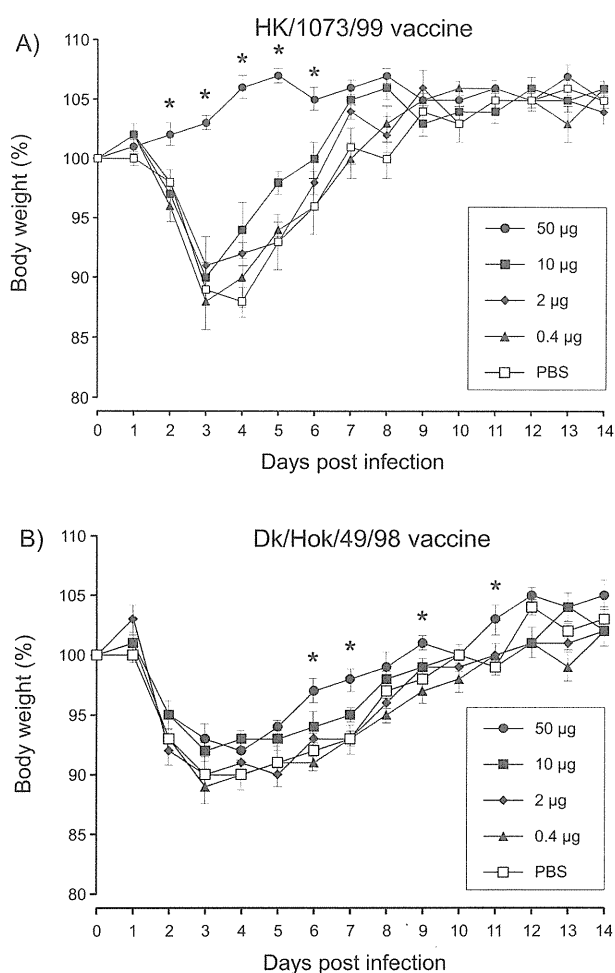 A)
HK/1073/99 vaccine
* * * * *
110
105
100
95
90
85
80
Body weight (%)
50 µg
10 µg
2 µg
0.4 µg
PBS
0 1 2 3 4 5 6 7 8 9 10 11 12 13 14
Days post infection
B)
Dk/Hok/49/98 vaccine
* * * *
110
105
100
95
90
85
80
Body weight (%)
50 µg
10 µg
2 µg
0.4 µg
PBS
0 1 2 3 4 5 6 7 8 9 10 11 12 13 14
Days post infection